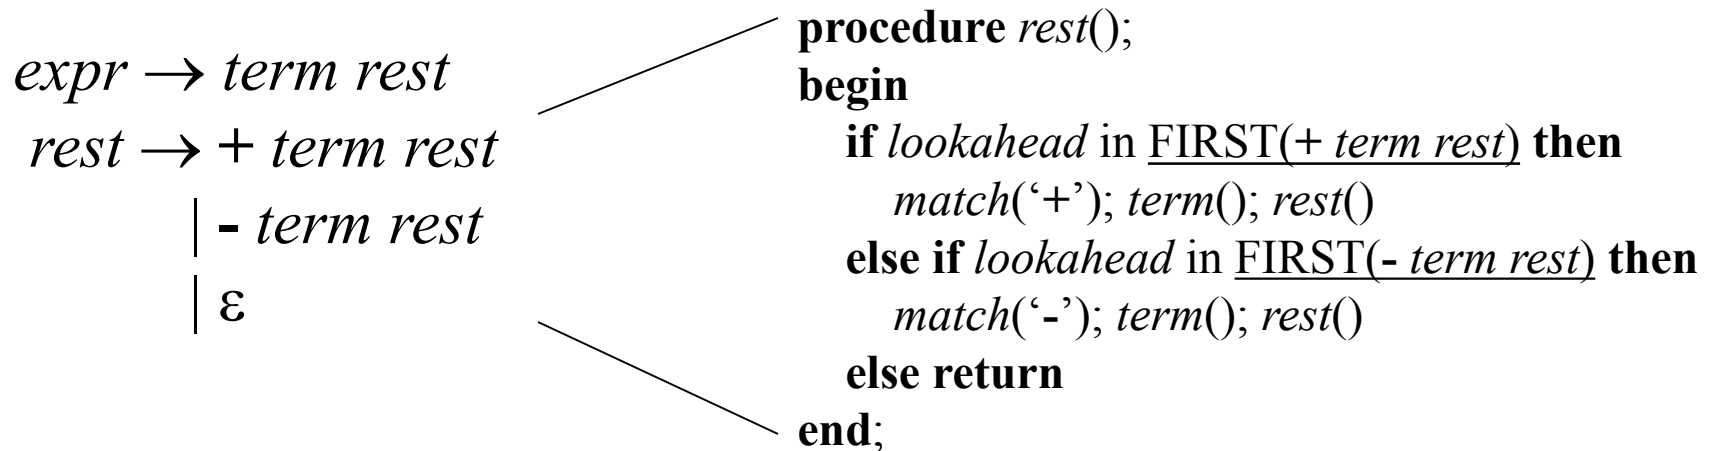 expr → term rest
rest → + term rest
| - term rest
| ε
procedure rest();
begin
if lookahead in FIRST(+ term rest) then
match(‘+’); term(); rest()
else if lookahead in FIRST(- term rest) then
match(‘-’); term(); rest()
else return
end;